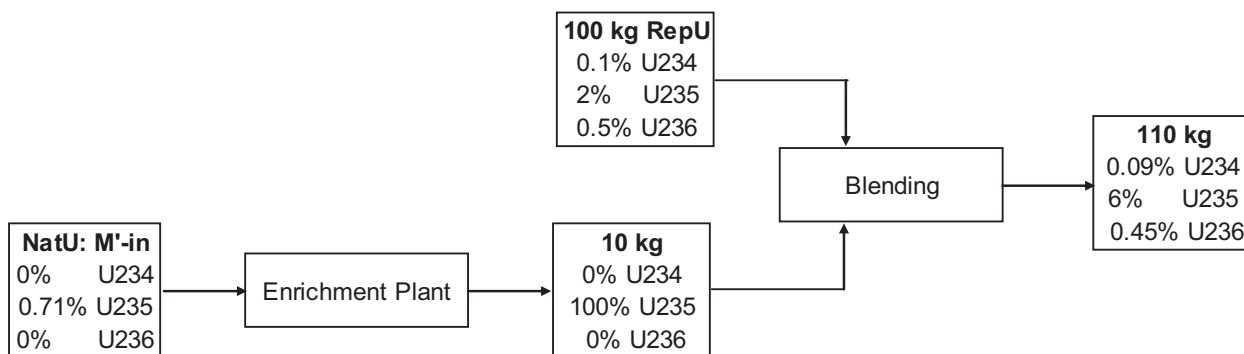 100 kg RepU
0.1% U234
2% U235
0.5% U236
110 kg
0.09% U234
6% U235
0.45% U236
Blending
NatU: M'-in
0% U234
0.71% U235
0% U236
Enrichment Plant
10 kg
0% U234
100% U235
0% U236